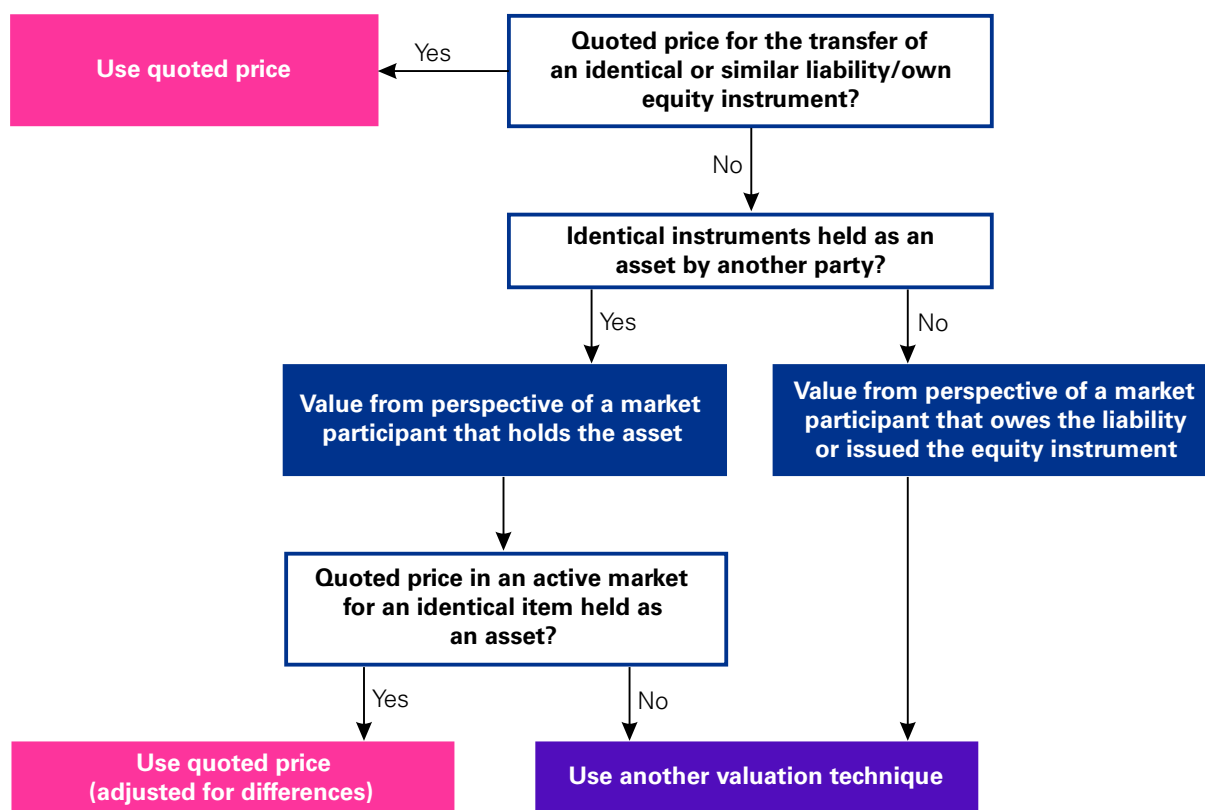 Quoted price for the transfer of
an identical or similar liability/own
equity instrument?
Yes
Use quoted price
No
Identical instruments held as an
asset by another party?
Yes
No
Value from perspective of a market
participant that holds the asset
Value from perspective of a market
participant that owes the liability
or issued the equity instrument
Quoted price in an active market
for an identical item held as
an asset?
Yes
No
Use quoted price
(adjusted for differences)
Use another valuation technique